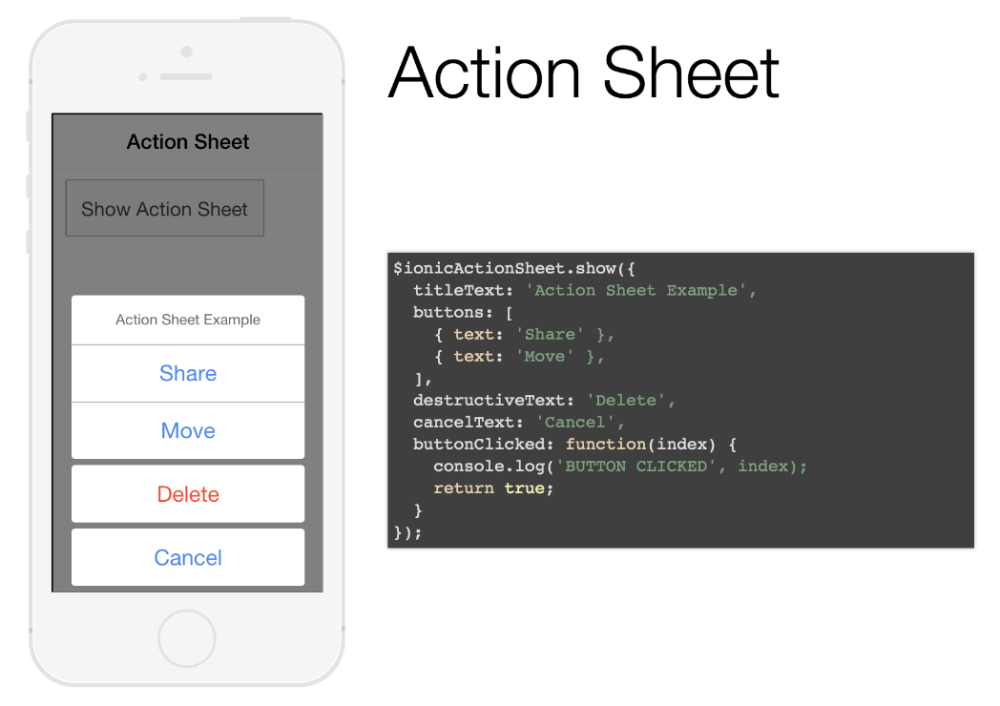 Action Sheet
Action Sheet
Show Action Sheet
Action Sheet Example
Share
Move
Delete
Cancel
$ionicActionSheet.show({
  titleText: 'Action Sheet Example',
  buttons: [
    { text: 'Share' },
    { text: 'Move' },
  ],
  destructiveText: 'Delete',
  cancelText: 'Cancel',
  buttonClicked: function(index) {
    console.log('BUTTON CLICKED', index);
    return true;
  }
});